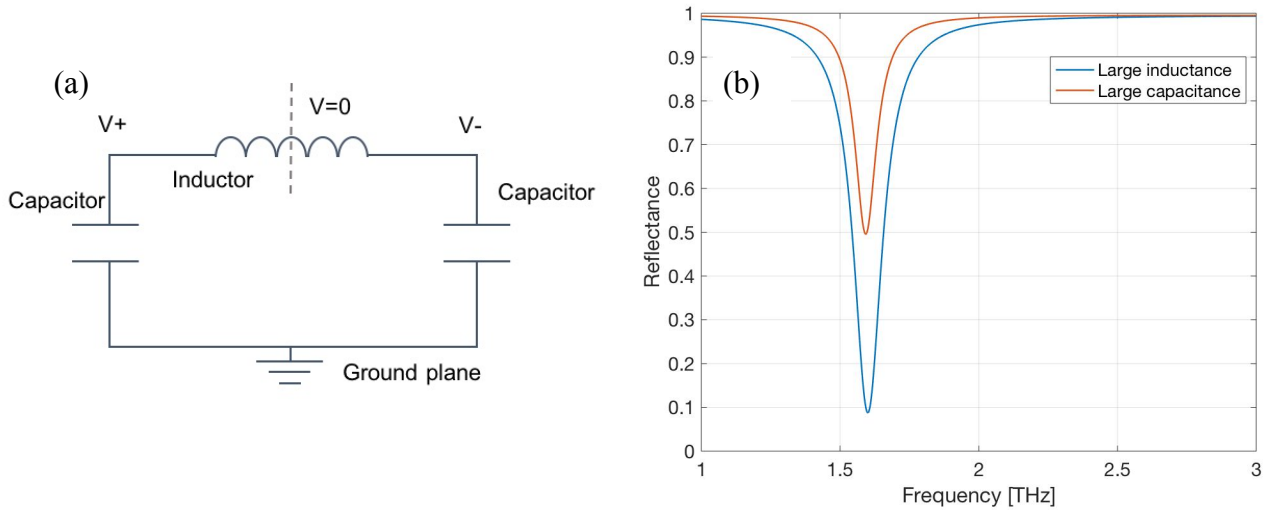 (a)
V+
V=0
V-
Capacitor
Inductor
Capacitor
Ground plane
(b)
Large inductance
Large capacitance
Reflectance
1
0.9
0.8
0.7
0.6
0.5
0.4
0.3
0.2
0.1
0
1
1.5
2
2.5
3
Frequency [THz]